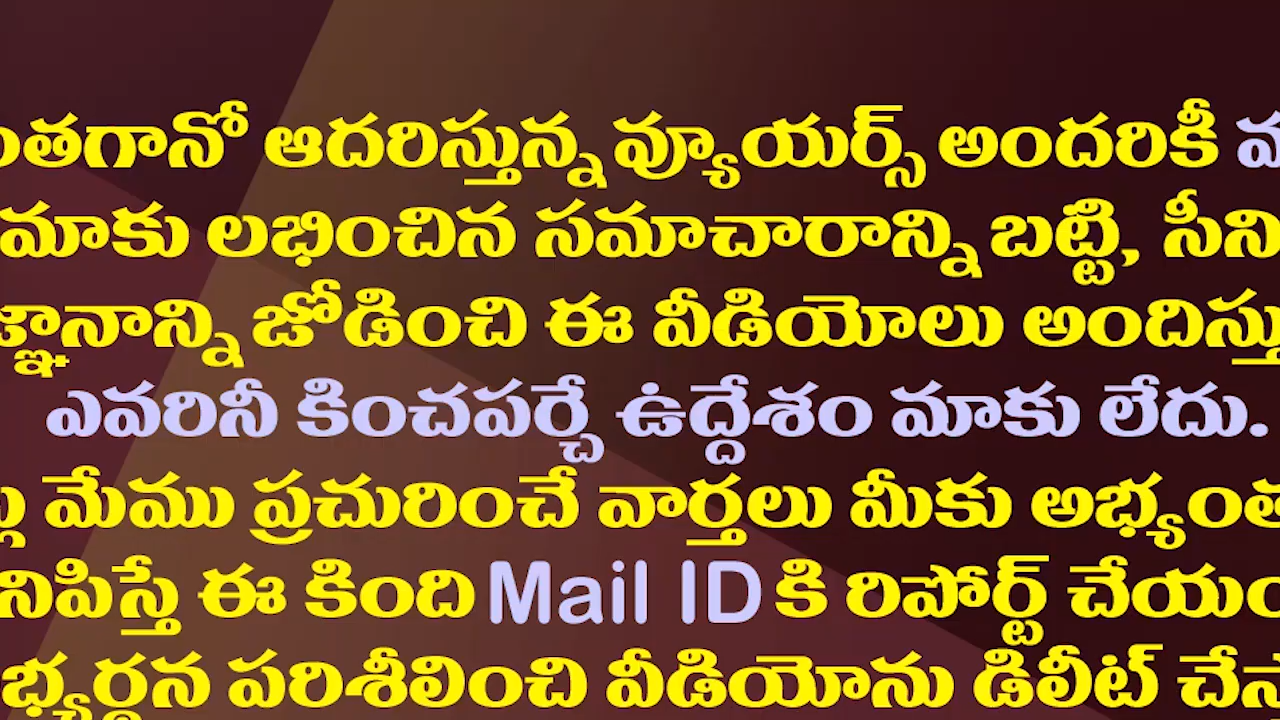 ఆదరిస్తున్న వ్యూయర్స్ అందరికీ
మాకు లభించిన సమాచారాన్ని బట్టి,
జోడించి ఈ వీడియోలు
ఎవరినీ కించపర్చే ఉద్దేశం మాకు లేదు.
మేము ప్రచురించే వార్తలు మీకు
ఈ కింది Mail ID కి రిపోర్ట్
పరిశీలించి వీడియోను డిలీట్